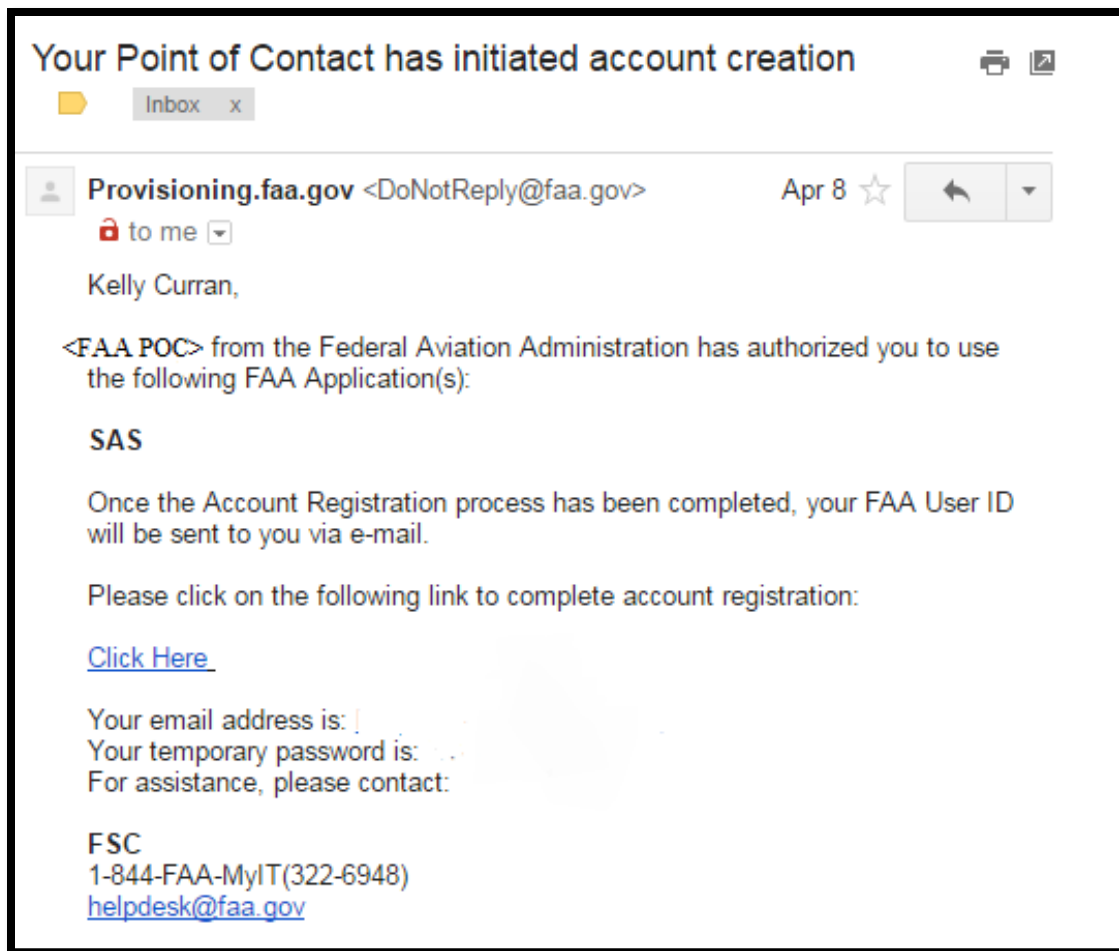 Your Point of Contact has initiated account creation
Inbox x
Provisioning.faa.gov <DoNotReply@faa.gov> Apr 8
to me
Kelly Curran,
<FAA POC> from the Federal Aviation Administration has authorized you to use
the following FAA Application(s):
SAS
Once the Account Registration process has been completed, your FAA User ID
will be sent to you via e-mail.
Please click on the following link to complete account registration:
Click Here
Your email address is:
Your temporary password is:
For assistance, please contact:
FSC
1-844-FAA-MyIT(322-6948)
helpdesk@faa.gov